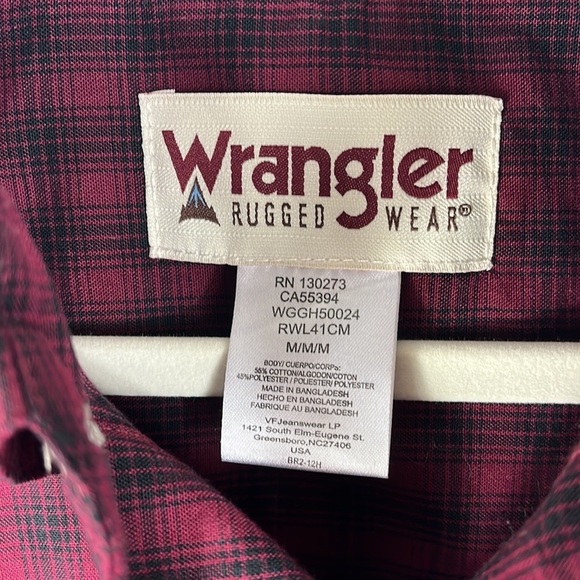 Wrangler
RUGGED WEAR®
RN 130273
CA55394
WGGH50024
RWL41CM
M/M/M
BODY/ CUERPO/CORPs:
55% COTTON/ALGODON/COTON
45%POLYESTER / POLIESTER/ POLYESTER
MADE IN BANGLADESH
HECHO EN BANGLADESH
FABRIQUE AU BANGLADESH
VFJeanswear LP
1421 South Elm-Eugene St.
Greensboro,NC27406
USA
BR2-12H